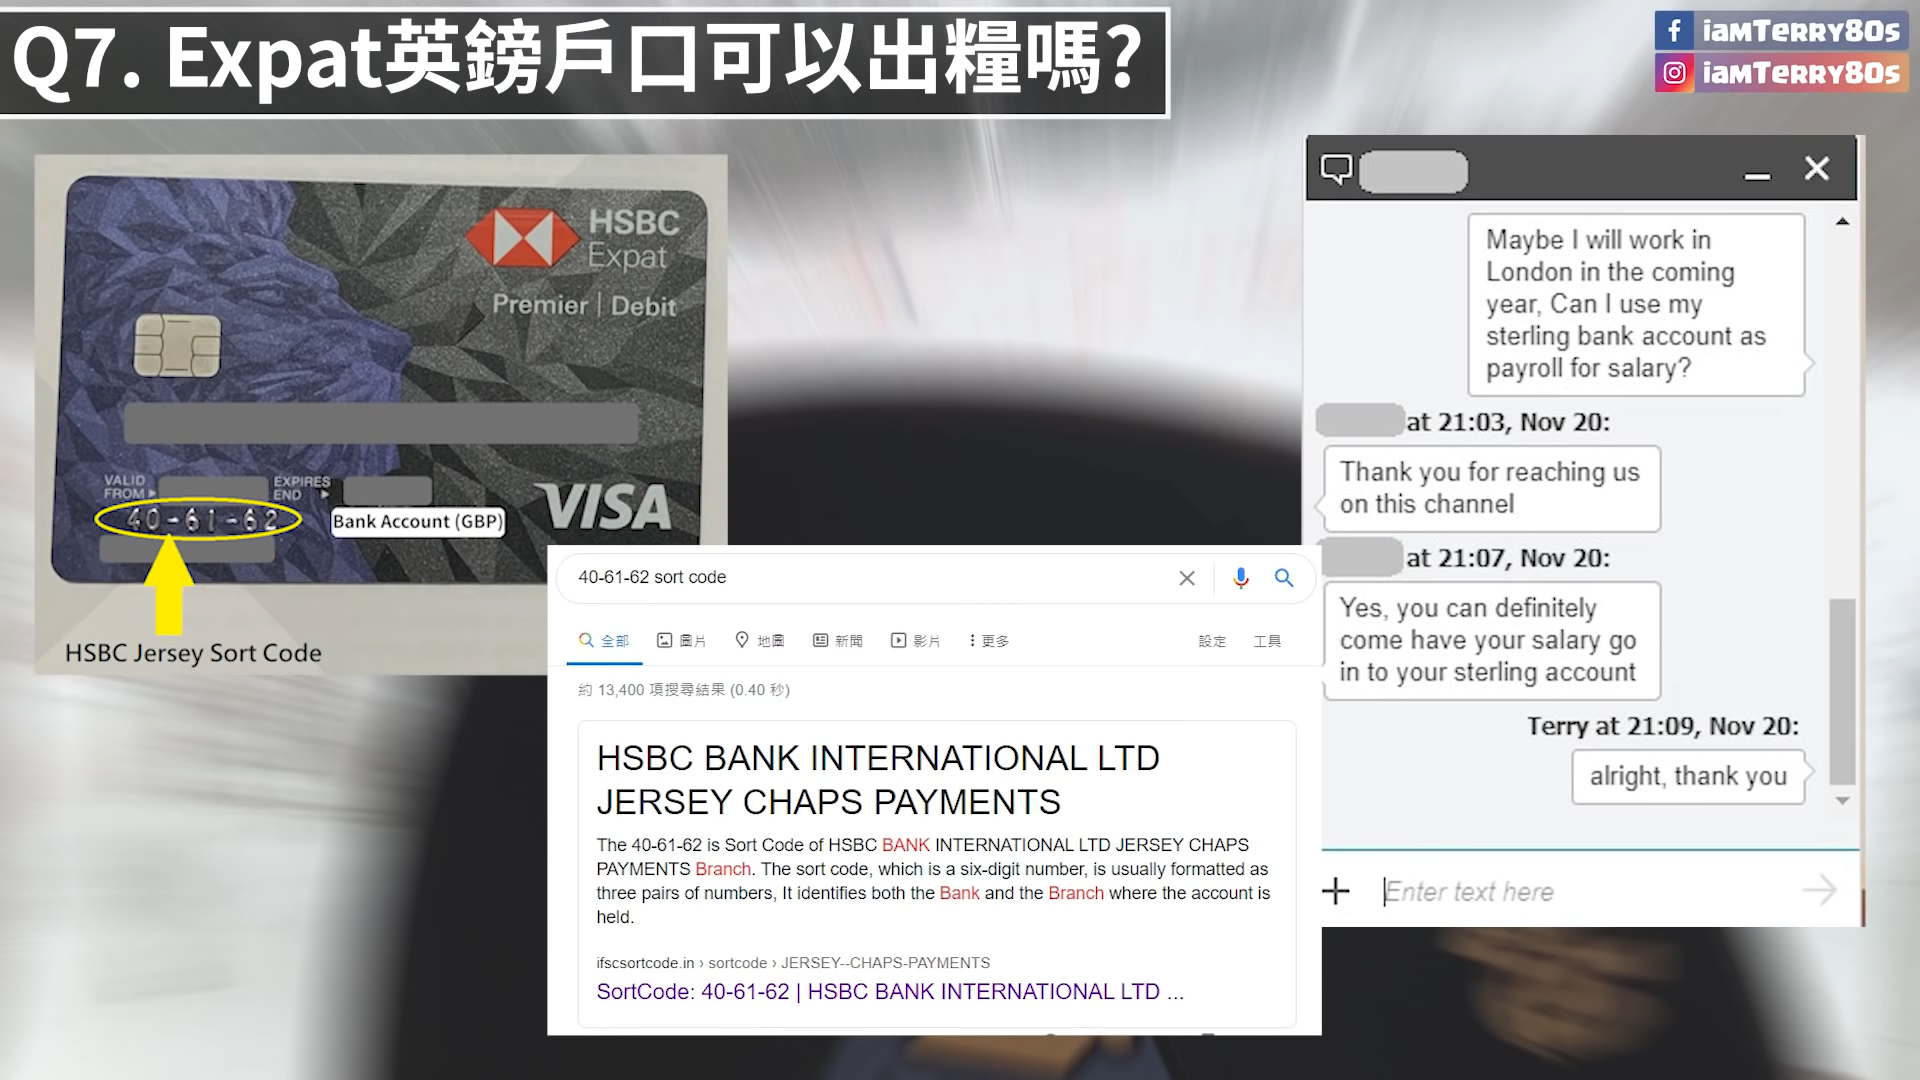 Q7. Expat英鎊戶口可以出糧嗎?
iamTerry80s
iamTerry80s
HSBC
Expat
Premier | Debit
VALID
FROM
EXPIRES
END
40-61-62
Bank Account (GBP)
VISA
HSBC Jersey Sort Code
40-61-62 sort code
全部 圖片 地圖 新聞 影片 更多 設定 工具
約 13,400 項搜尋結果 (0.40 秒)
HSBC BANK INTERNATIONAL LTD
JERSEY CHAPS PAYMENTS
The 40-61-62 is Sort Code of HSBC BANK INTERNATIONAL LTD JERSEY CHAPS
PAYMENTS Branch. The sort code, which is a six-digit number, is usually formatted as
three pairs of numbers, It identifies both the Bank and the Branch where the account is
held.
ifscsortcode.in › sortcode › JERSEY--CHAPS-PAYMENTS
SortCode: 40-61-62 | HSBC BANK INTERNATIONAL LTD ...
Maybe I will work in
London in the coming
year, Can I use my
sterling bank account as
payroll for salary?
at 21:03, Nov 20:
Thank you for reaching us
on this channel
at 21:07, Nov 20:
Yes, you can definitely
come have your salary go
in to your sterling account
Terry at 21:09, Nov 20:
alright, thank you
Enter text here